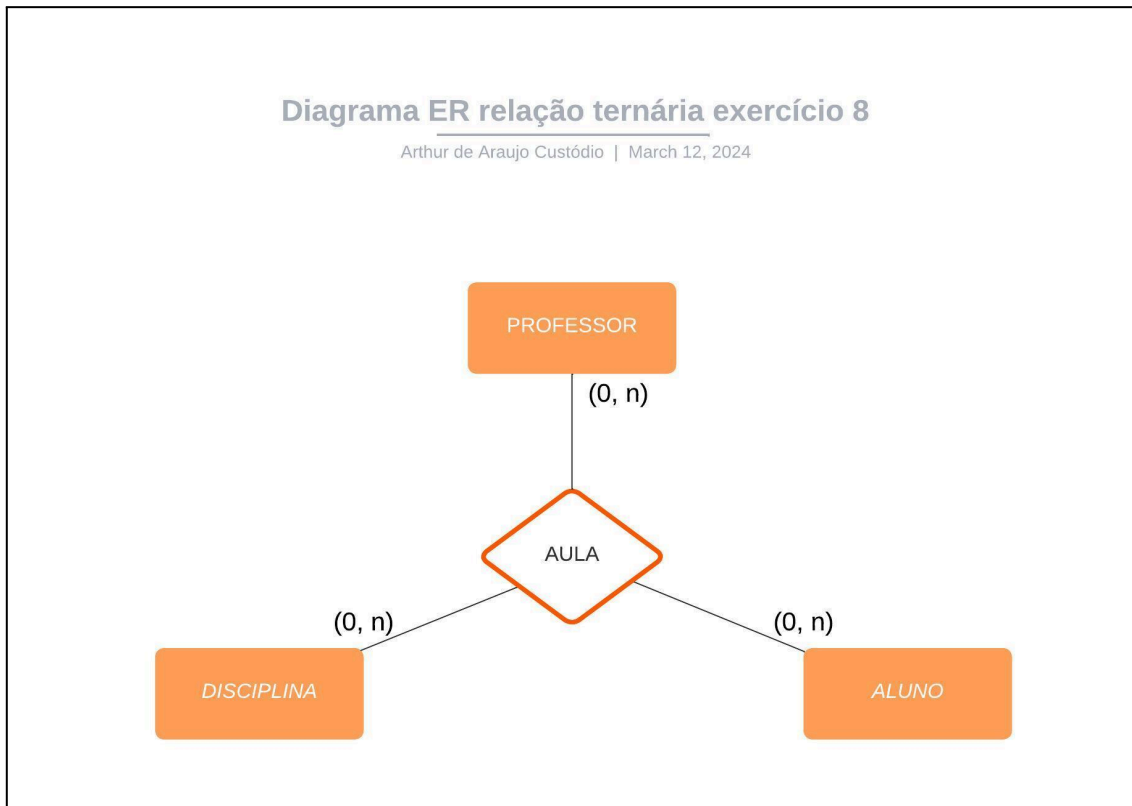 Diagrama ER relação ternária exercício 8
Arthur de Araujo Custódio | March 12, 2024
PROFESSOR
(0, n)
AULA
(0, n)
(0, n)
DISCIPLINA
ALUNO